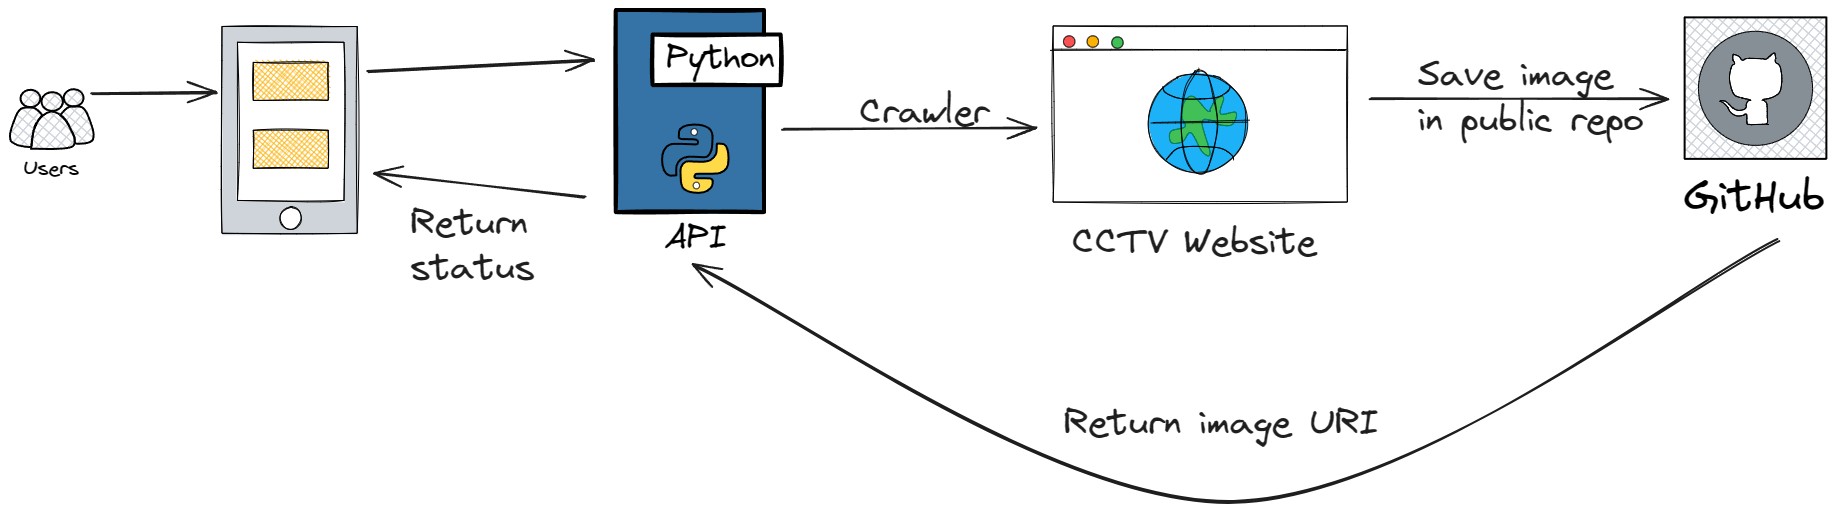 Users
Return
status
Python
API
Crawler
CCTV Website
Save image
in public repo
GitHub
Return image URI